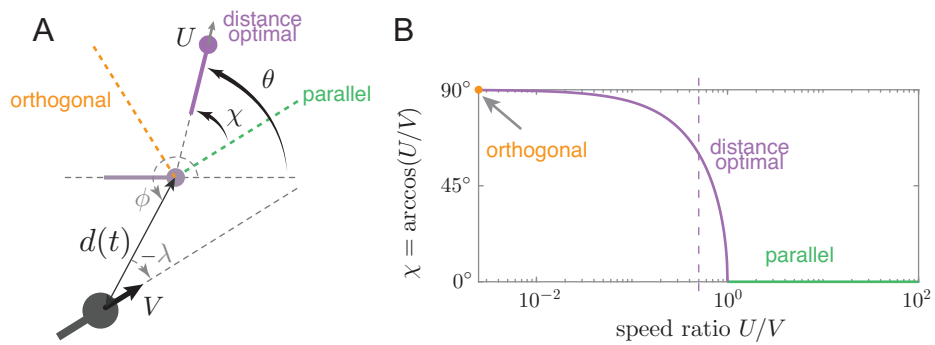 A
U
distance
optimal
θ
orthogonal
parallel
χ
ϕ
d(t)
−λ
V
B
χ = arccos(U/V)
90°
45°
0°
orthogonal
distance
optimal
parallel
10⁻²
10⁰
10²
speed ratio U/V